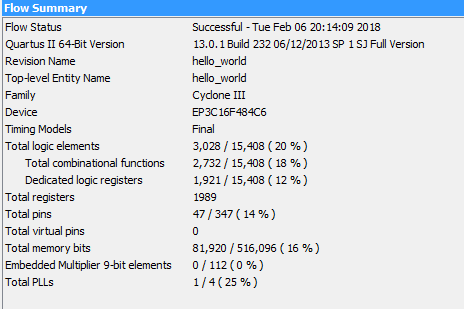 Flow Summary
Flow Status Successful - Tue Feb 06 20:14:09 2018
Quartus II 64-Bit Version 13.0.1 Build 232 06/12/2013 SP 1 SJ Full Version
Revision Name hello_world
Top-level Entity Name hello_world
Family Cyclone III
Device EP3C16F484C6
Timing Models Final
Total logic elements 3,028 / 15,408 ( 20 % )
Total combinational functions 2,732 / 15,408 ( 18 % )
Dedicated logic registers 1,921 / 15,408 ( 12 % )
Total registers 1989
Total pins 47 / 347 ( 14 % )
Total virtual pins 0
Total memory bits 81,920 / 516,096 ( 16 % )
Embedded Multiplier 9-bit elements 0 / 112 ( 0 % )
Total PLLs 1 / 4 ( 25 % )